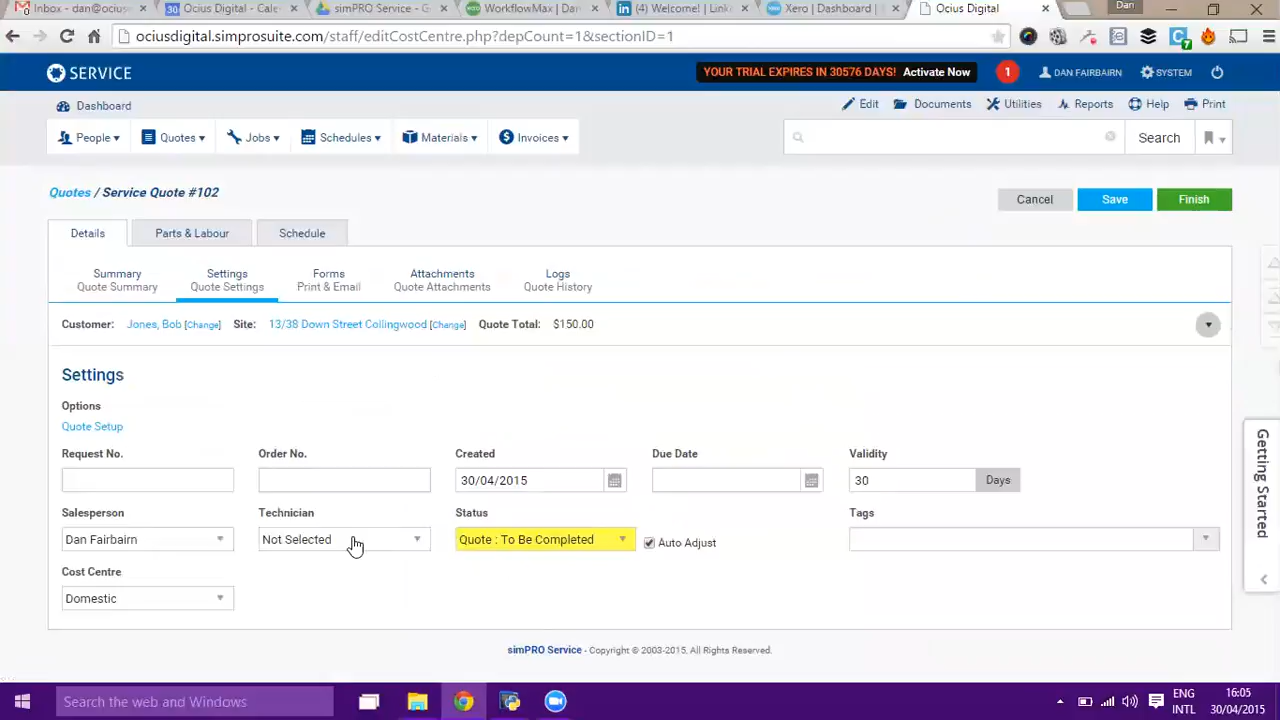 Inbox - dan@ocius
30 Ocius Digital - Cale
simPRO Service - G
WorkflowMax | Dan
(4) Welcome! | Link
Xero | Dashboard
Ocius Digital
Dan
ociusdigital.simprosuite.com/staff/editCostCentre.php?depCount=1&sectionID=1
7
SERVICE
YOUR TRIAL EXPIRES IN 30576 DAYS! Activate Now
1
DAN FAIRBAIRN
SYSTEM
Dashboard
Edit Documents Utilities Reports Help Print
People Quotes Jobs Schedules Materials Invoices
Search
Quotes / Service Quote #102
Cancel Save Finish
Details Parts & Labour Schedule
Summary Settings Forms Attachments Logs
Quote Summary Quote Settings Print & Email Quote Attachments Quote History
Customer: Jones, Bob [Change] Site: 13/38 Down Street Collingwood [Change] Quote Total: $150.00
Settings
Options
Quote Setup
Request No. Order No. Created Due Date Validity
30/04/2015 30 Days
Salesperson Technician Status Tags
Dan Fairbairn Not Selected Quote : To Be Completed Auto Adjust
Cost Centre
Domestic
Getting Started
simPRO Service - Copyright © 2003-2015. All Rights Reserved.
Search the web and Windows
ENG
INTL
16:05
30/04/2015